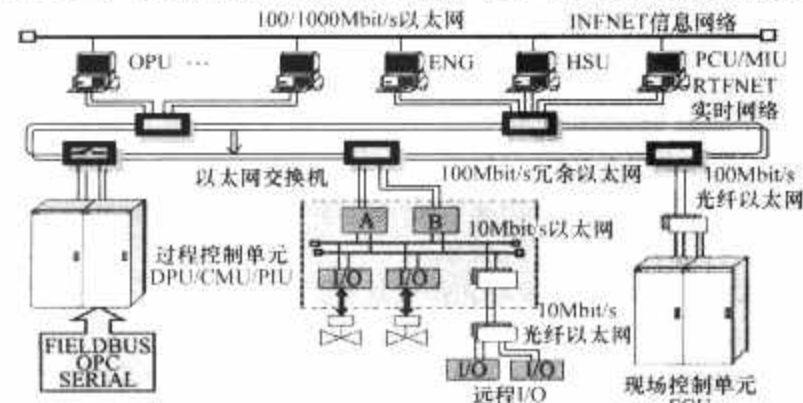 100/1000Mbit/s以太网
INFNET信息网络
OPU …
ENG
HSU
PCU/MIU
RTFNET
实时网络
以太网交换机
100Mbit/s冗余以太网
100Mbit/s
光纤以太网
A
B
10Mbit/s以太网
过程控制单元
DPU/CMU/PIU
I/O
I/O
10Mbit/s
光纤以太网
FIELDBUS
OPC
SERIAL
I/O
I/O
远程I/O
现场控制单元